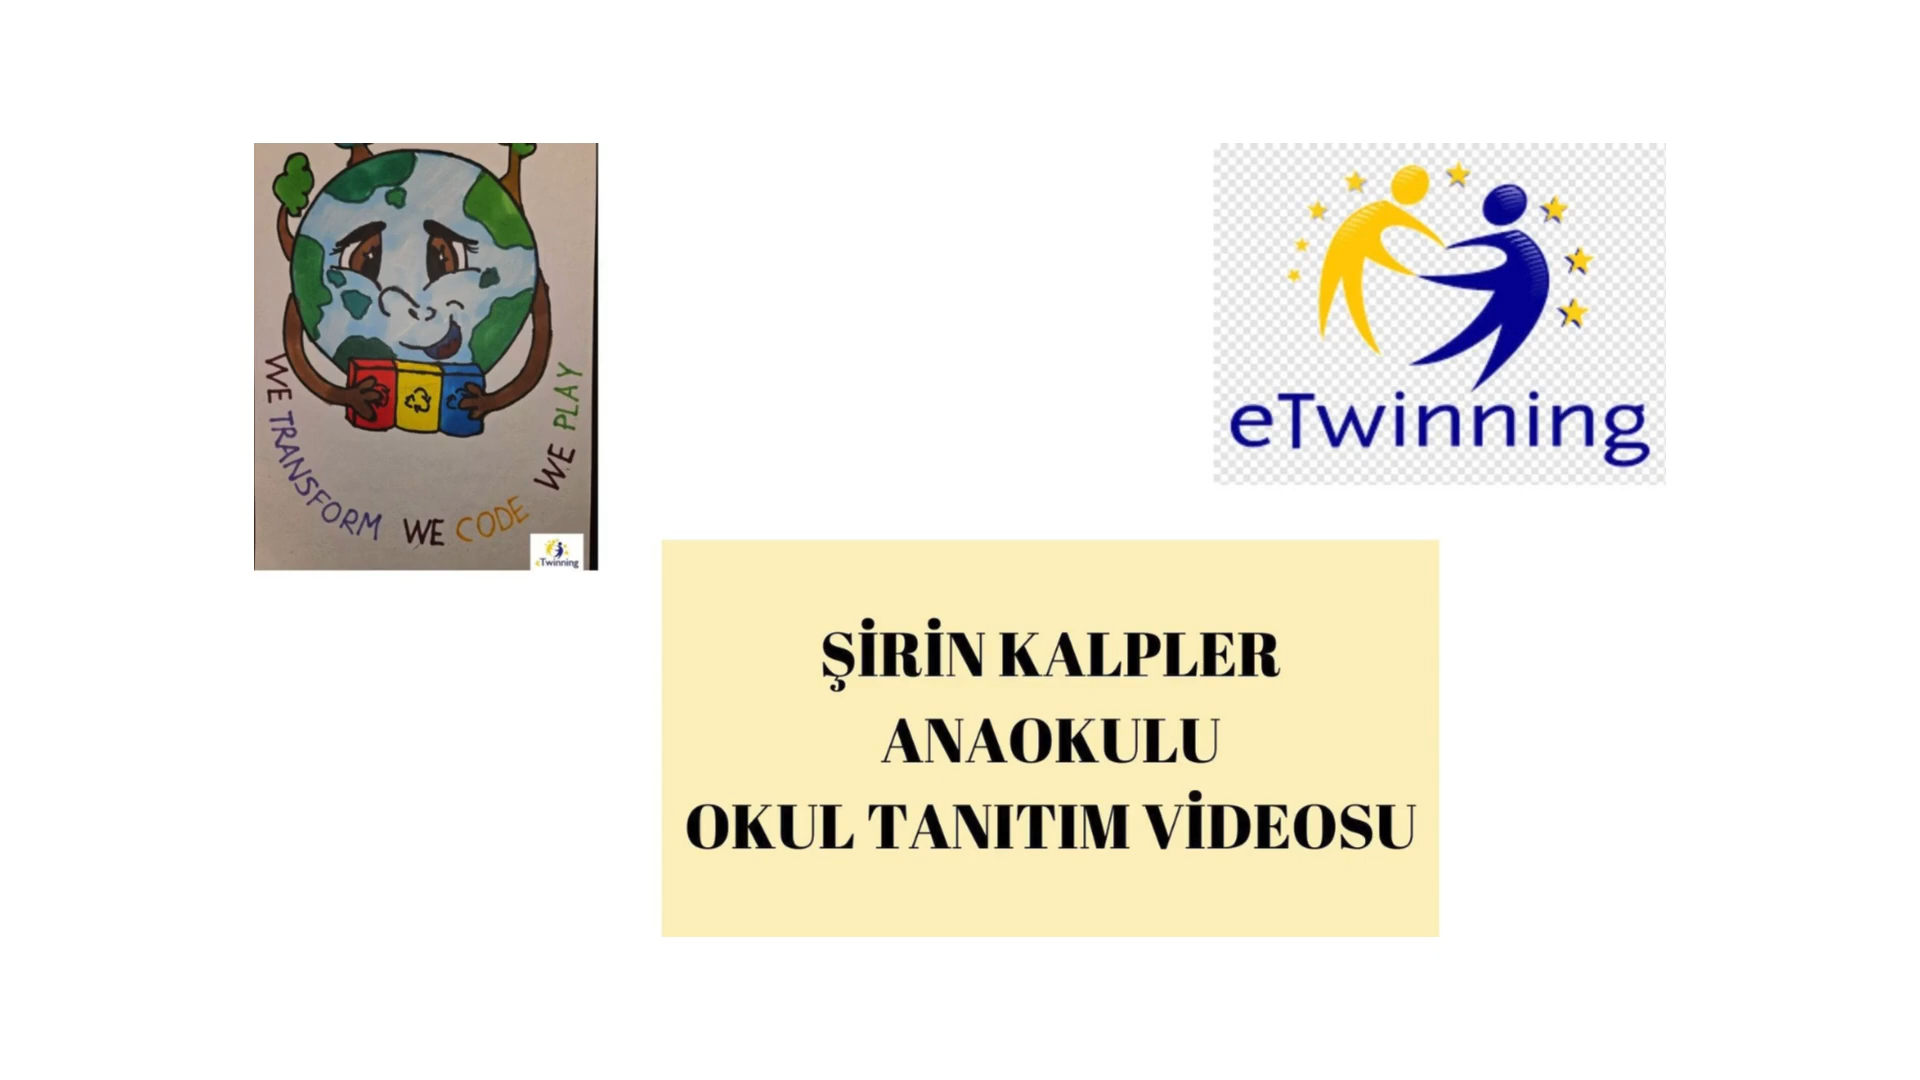 WE TRANSFORM WE CODE WE PLAY
eTwinning
eTwinning
ŞİRİN KALPLER
ANAOKULU
OKUL TANITIM VİDEOSU